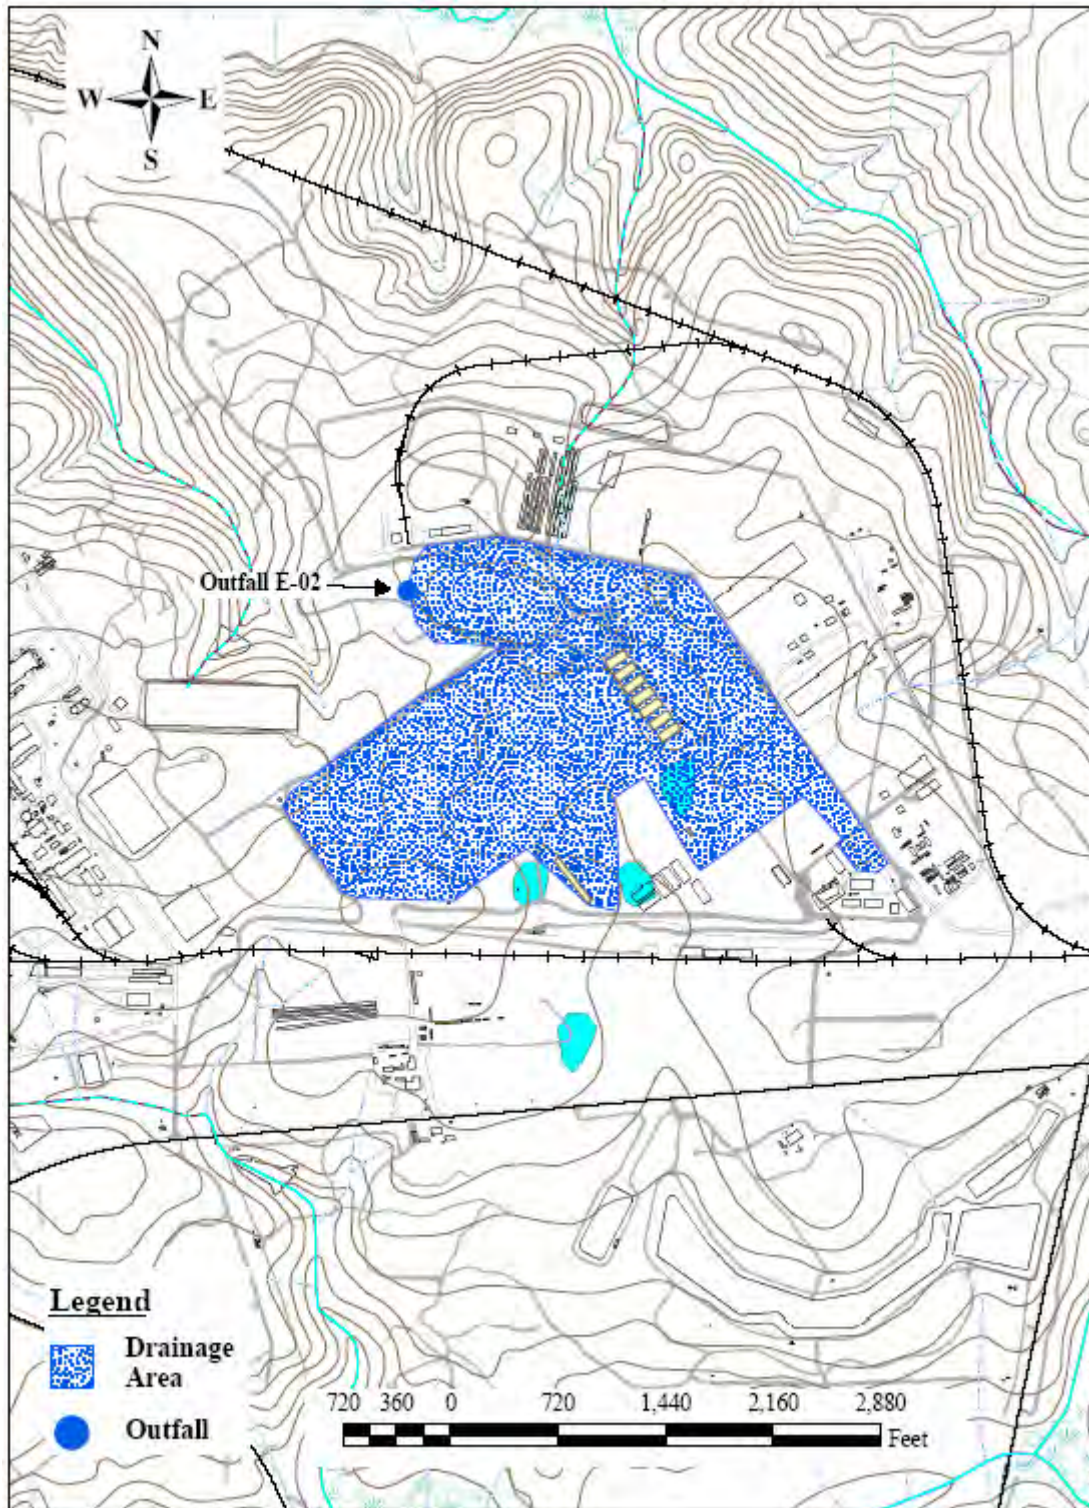 N
W E
S
Outfall E-02
Legend
Drainage
Area
Outfall
720 360 0 720 1,440 2,160 2,880
Feet